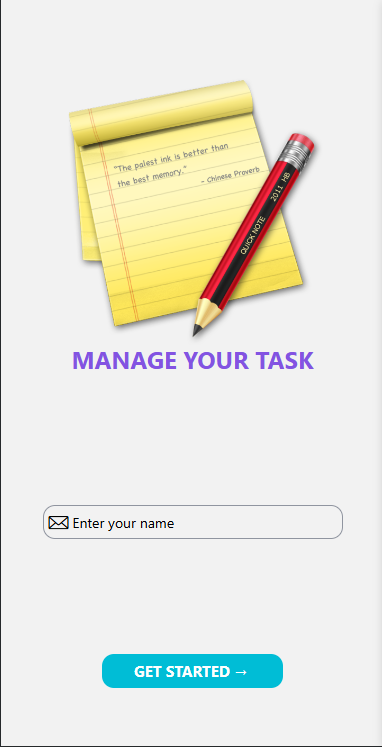 "The palest ink is better than
the best memory."
~ Chinese Proverb
QUICK NOTE 2011 HB
MANAGE YOUR TASK
Enter your name
GET STARTED →